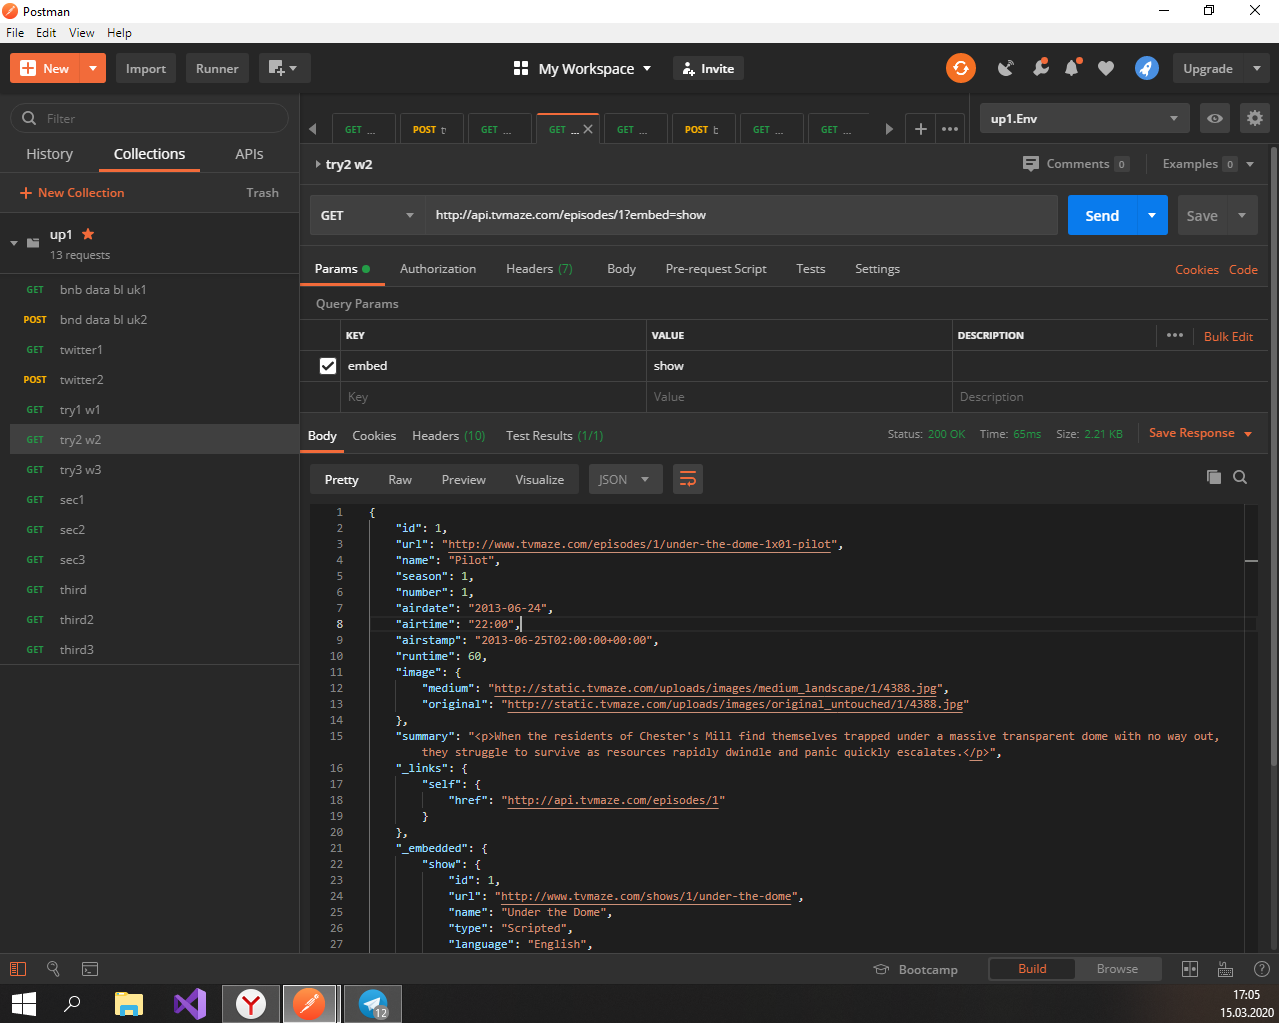 Postman
File Edit View Help
New Import Runner My Workspace Invite Upgrade
Filter
GET ... POST GET ... GET ... GET ... POST GET ... GET ... up1.Env
History Collections APIs
try2 w2 Comments 0 Examples 0
New Collection Trash
GET http://api.tvmaze.com/episodes/1?embed=show Send Save
up1
13 requests
Params Authorization Headers (7) Body Pre-request Script Tests Settings Cookies Code
GET bnb data bl uk1
POST bnd data bl uk2
GET twitter1
POST twitter2
GET try1 w1
GET try2 w2
GET try3 w3
GET sec1
GET sec2
GET sec3
GET third
GET third2
GET third3
Query Params
KEY VALUE DESCRIPTION Bulk Edit
embed show
Key Value Description
Body Cookies Headers (10) Test Results (1/1) Status: 200 OK Time: 65ms Size: 2.21 KB Save Response
Pretty Raw Preview Visualize JSON
1 {
2 "id": 1,
3 "url": "http://www.tvmaze.com/episodes/1/under-the-dome-1x01-pilot",
4 "name": "Pilot",
5 "season": 1,
6 "number": 1,
7 "airdate": "2013-06-24",
8 "airtime": "22:00",
9 "airstamp": "2013-06-25T02:00:00+00:00",
10 "runtime": 60,
11 "image": {
12 "medium": "http://static.tvmaze.com/uploads/images/medium_landscape/1/4388.jpg",
13 "original": "http://static.tvmaze.com/uploads/images/original_untouched/1/4388.jpg"
14 },
15 "summary": "<p>When the residents of Chester's Mill find themselves trapped under a massive transparent dome with no way out,
they struggle to survive as resources rapidly dwindle and panic quickly escalates.</p>",
16 "_links": {
17 "self": {
18 "href": "http://api.tvmaze.com/episodes/1"
19 }
20 },
21 "_embedded": {
22 "show": {
23 "id": 1,
24 "url": "http://www.tvmaze.com/shows/1/under-the-dome",
25 "name": "Under the Dome",
26 "type": "Scripted",
27 "language": "English",
Bootcamp Build Browse
12
17:05
15.03.2020